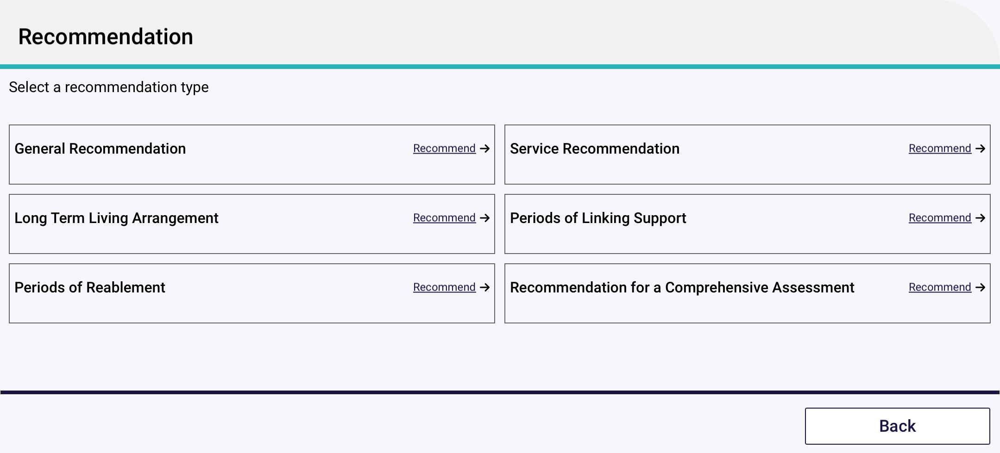 Recommendation
Select a recommendation type
General Recommendation Recommend →
Service Recommendation Recommend →
Long Term Living Arrangement Recommend →
Periods of Linking Support Recommend →
Periods of Reablement Recommend →
Recommendation for a Comprehensive Assessment Recommend →
Back